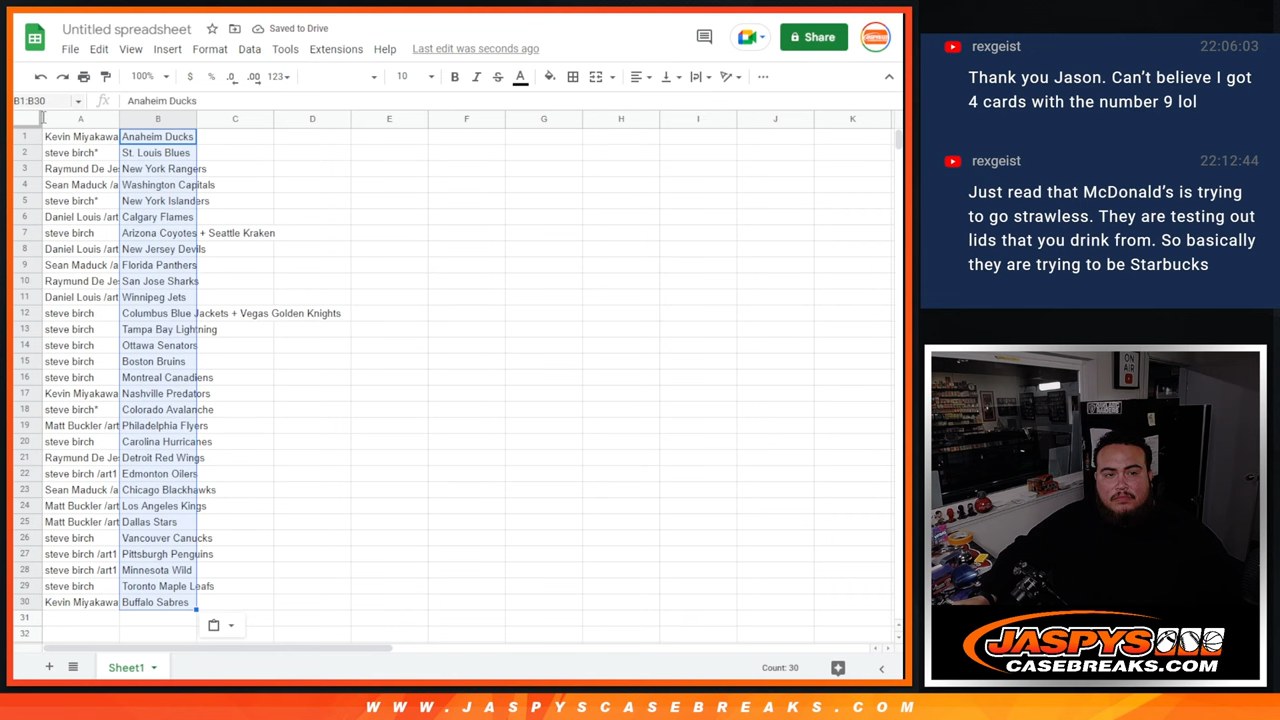 Untitled spreadsheet
Saved to Drive
File Edit View Insert Format Data Tools Extensions Help Last edit was seconds ago
Share
100% $ % .0 .00 123 10 B I S A
B1:B30 fx Anaheim Ducks
A B C D E F G H I J K
1 Kevin Miyakawa Anaheim Ducks
2 steve birch* St. Louis Blues
3 Raymund De Jes New York Rangers
4 Sean Maduck /a Washington Capitals
5 steve birch* New York Islanders
6 Daniel Louis /art Calgary Flames
7 steve birch Arizona Coyotes + Seattle Kraken
8 Daniel Louis /art New Jersey Devils
9 Sean Maduck /a Florida Panthers
10 Raymund De Jes San Jose Sharks
11 Daniel Louis /art Winnipeg Jets
12 steve birch Columbus Blue Jackets + Vegas Golden Knights
13 steve birch Tampa Bay Lightning
14 steve birch Ottawa Senators
15 steve birch Boston Bruins
16 steve birch Montreal Canadiens
17 Kevin Miyakawa Nashville Predators
18 steve birch* Colorado Avalanche
19 Matt Buckler /art Philadelphia Flyers
20 steve birch Carolina Hurricanes
21 Raymund De Jes Detroit Red Wings
22 steve birch /art1 Edmonton Oilers
23 Sean Maduck /a Chicago Blackhawks
24 Matt Buckler /art Los Angeles Kings
25 Matt Buckler /art Dallas Stars
26 steve birch Vancouver Canucks
27 steve birch /art1 Pittsburgh Penguins
28 steve birch /art1 Minnesota Wild
29 steve birch Toronto Maple Leafs
30 Kevin Miyakawa Buffalo Sabres
31
32
Sheet1
Count: 30
rexgeist 22:06:03
Thank you Jason. Can't believe I got
4 cards with the number 9 lol
rexgeist 22:12:44
Just read that McDonald's is trying
to go strawless. They are testing out
lids that you drink from. So basically
they are trying to be Starbucks
ON
AIR
JASPYS
CASEBREAKS.COM
WWW.JASPYSCASEBREAKS.COM